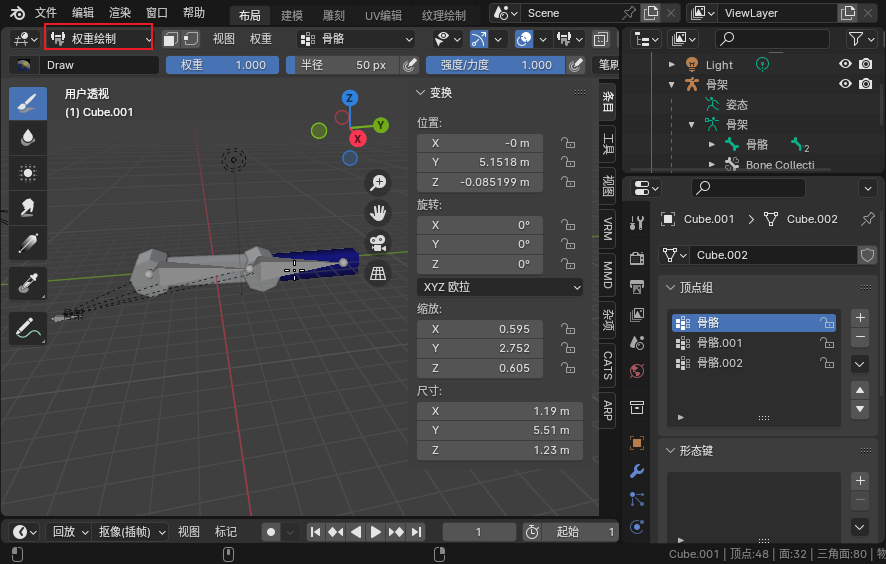 文件 编辑 渲染 窗口 帮助 布局 建模 雕刻 UV编辑 纹理绘制 Scene ViewLayer
权重绘制 视图 权重 骨骼
Draw 权重 1.000 半径 50 px 强度/力度 1.000 笔刷
用户透视
(1) Cube.001
Z
Y
X
骨架
变换
位置:
X -0 m
Y 5.1518 m
Z -0.085199 m
旋转:
X 0°
Y 0°
Z 0°
XYZ 欧拉
缩放:
X 0.595
Y 2.752
Z 0.605
尺寸:
X 1.19 m
Y 5.51 m
Z 1.23 m
条目
工具
视图
VRM
MMD
杂项
CATS
ARP
Light
骨架
姿态
骨架
骨骼 2
Bone Collecti
Cube.001 Cube.002
Cube.002
顶点组
骨骼
骨骼.001
骨骼.002
形态键
回放 抠像(插帧) 视图 标记 1 起始 1
Cube.001 | 顶点:48 | 面:32 | 三角面:80 | 物